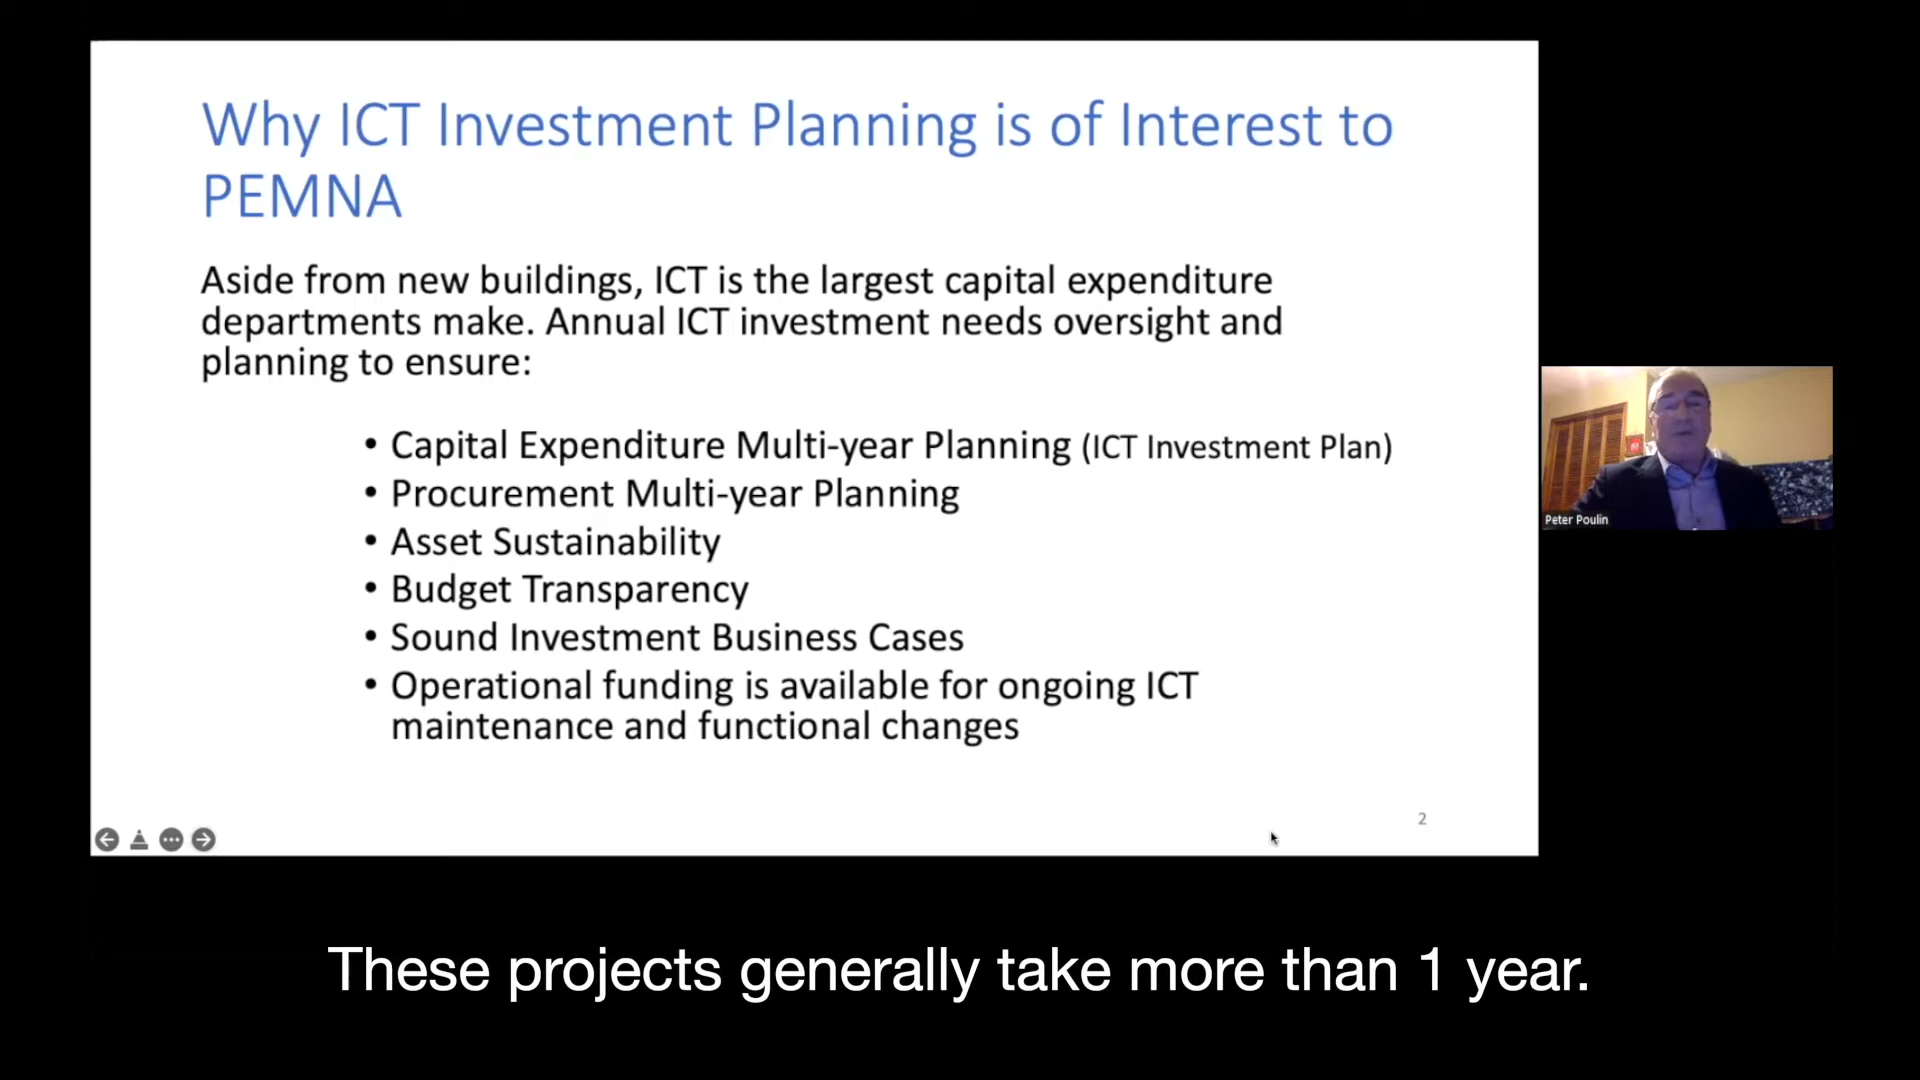 Why ICT Investment Planning is of Interest to
PEMNA
Aside from new buildings, ICT is the largest capital expenditure
departments make. Annual ICT investment needs oversight and
planning to ensure:
• Capital Expenditure Multi-year Planning (ICT Investment Plan)
• Procurement Multi-year Planning
• Asset Sustainability
• Budget Transparency
• Sound Investment Business Cases
• Operational funding is available for ongoing ICT
maintenance and functional changes
2
Peter Poulin
These projects generally take more than 1 year.